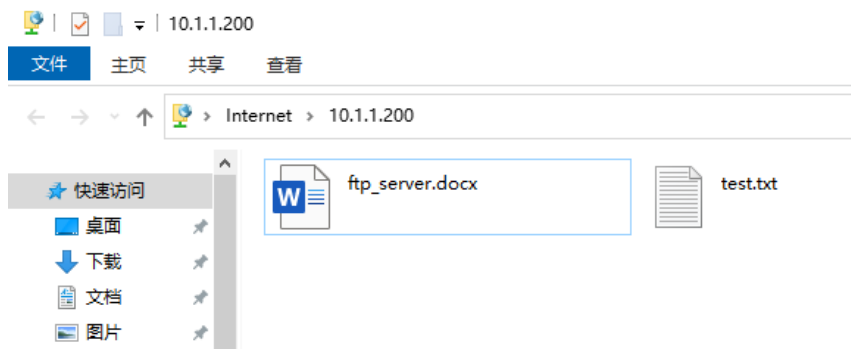 10.1.1.200
文件 主页 共享 查看
Internet 10.1.1.200
快速访问
桌面
下载
文档
图片
ftp_server.docx
test.txt